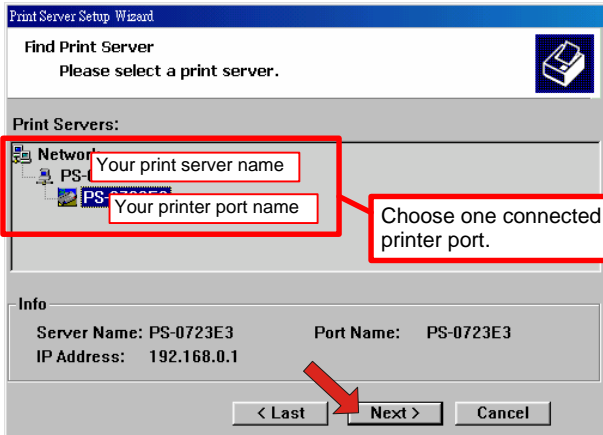 Print Server Setup Wizard
Find Print Server
Please select a print server.
Print Servers:
Network
Your print server name
Your printer port name
Choose one connected
printer port.
Info
Server Name: PS-0723E3 Port Name: PS-0723E3
IP Address: 192.168.0.1
< Last Next > Cancel